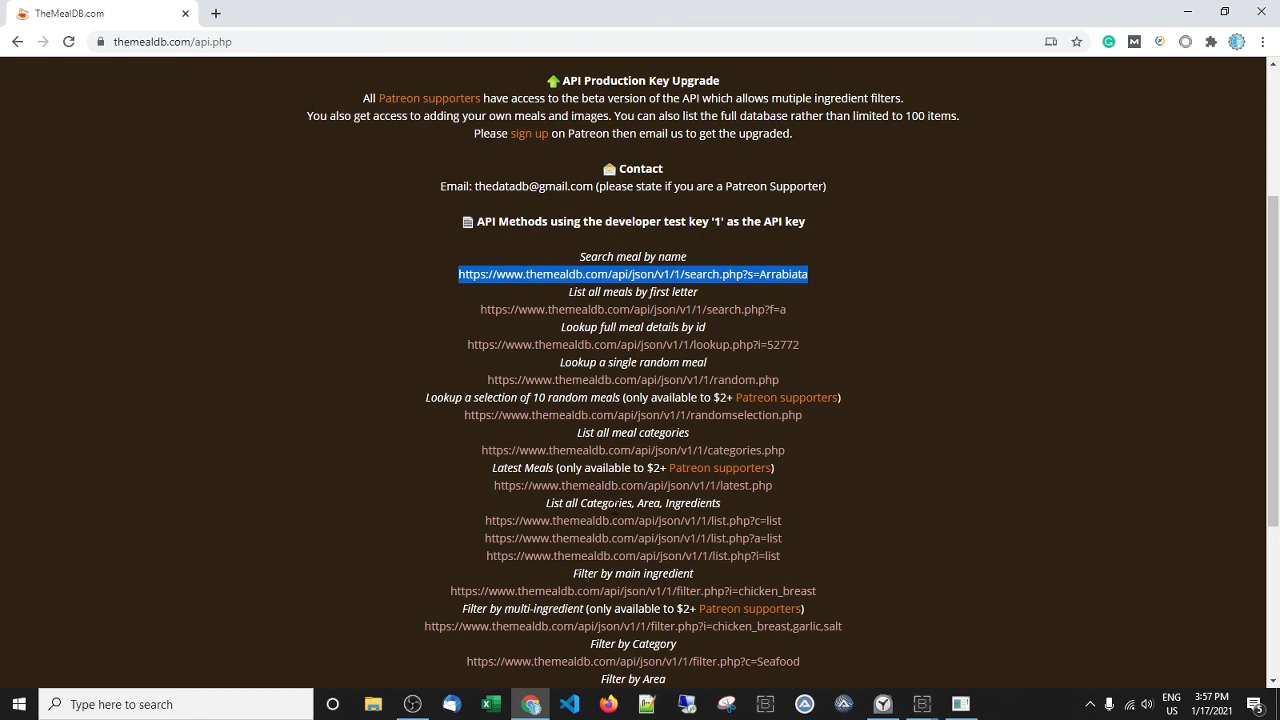 TheMealDB.com
themealdb.com/api.php
API Production Key Upgrade
All Patreon supporters have access to the beta version of the API which allows mutiple ingredient filters.
You also get access to adding your own meals and images. You can also list the full database rather than limited to 100 items.
Please sign up on Patreon then email us to get the upgraded.
Contact
Email: thedatadb@gmail.com (please state if you are a Patreon Supporter)
API Methods using the developer test key '1' as the API key
Search meal by name
https://www.themealdb.com/api/json/v1/1/search.php?s=Arrabiata
List all meals by first letter
https://www.themealdb.com/api/json/v1/1/search.php?f=a
Lookup full meal details by id
https://www.themealdb.com/api/json/v1/1/lookup.php?i=52772
Lookup a single random meal
https://www.themealdb.com/api/json/v1/1/random.php
Lookup a selection of 10 random meals (only available to $2+ Patreon supporters)
https://www.themealdb.com/api/json/v1/1/randomselection.php
List all meal categories
https://www.themealdb.com/api/json/v1/1/categories.php
Latest Meals (only available to $2+ Patreon supporters)
https://www.themealdb.com/api/json/v1/1/latest.php
List all Categories, Area, Ingredients
https://www.themealdb.com/api/json/v1/1/list.php?c=list
https://www.themealdb.com/api/json/v1/1/list.php?a=list
https://www.themealdb.com/api/json/v1/1/list.php?i=list
Filter by main ingredient
https://www.themealdb.com/api/json/v1/1/filter.php?i=chicken_breast
Filter by multi-ingredient (only available to $2+ Patreon supporters)
https://www.themealdb.com/api/json/v1/1/filter.php?i=chicken_breast,garlic,salt
Filter by Category
https://www.themealdb.com/api/json/v1/1/filter.php?c=Seafood
Filter by Area
Type here to search
ENG
US
3:57 PM
1/17/2021
5